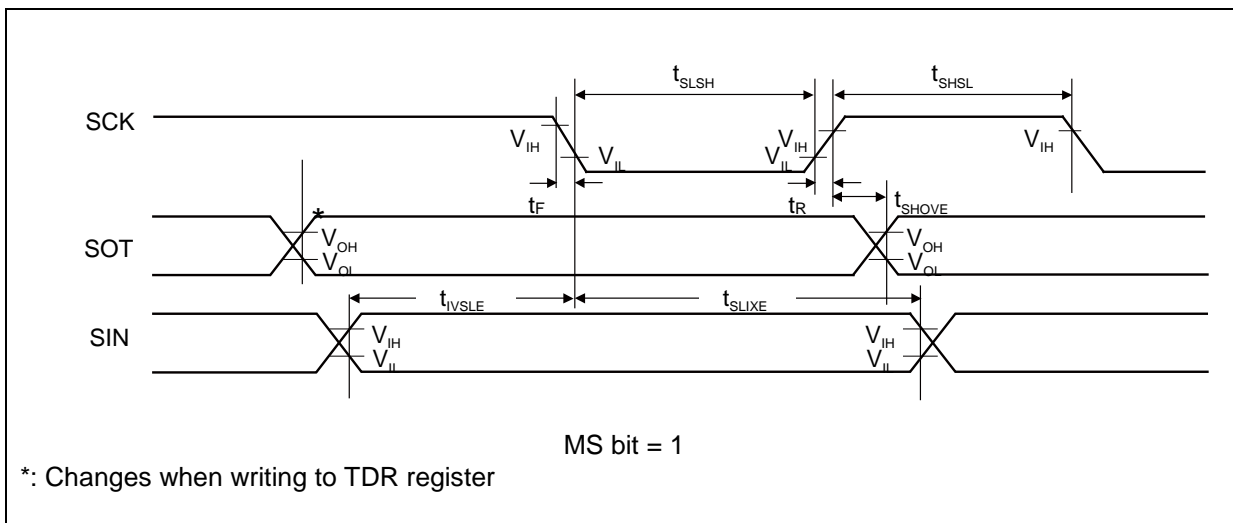 tSLSH tSHSL
SCK
VIH VIL VIH VIL VIH
tF tR tSHOVE
*
SOT
VOH VOL VOH VOL
tIVSLE tSLIXE
SIN
VIH VIL VIH VIL
MS bit = 1
*: Changes when writing to TDR register